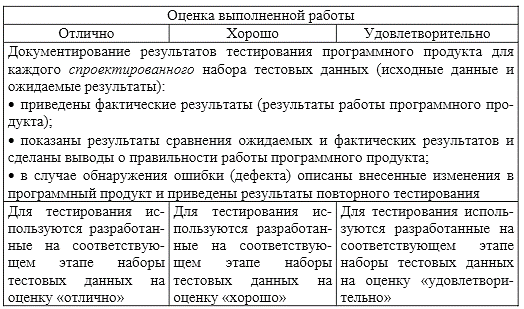 Оценка выполненной работы
Отлично Хорошо Удовлетворительно
Документирование результатов тестирования программного продукта для
каждого спроектированного набора тестовых данных (исходные данные и
ожидаемые результаты):
• приведены фактические результаты (результаты работы программного про-
дукта);
• показаны результаты сравнения ожидаемых и фактических результатов и
сделаны выводы о правильности работы программного продукта;
• в случае обнаружения ошибки (дефекта) описаны внесенные изменения в
программный продукт и приведены результаты повторного тестирования
Для тестирования ис-
пользуются разработан-
ные на соответствую-
щем этапе наборы
тестовых данных на
оценку «отлично»
Для тестирования ис-
пользуются разработан-
ные на соответствую-
щем этапе наборы
тестовых данных на
оценку «хорошо»
Для тестирования исполь-
зуются разработанные на
соответствующем этапе
наборы тестовых данных
на оценку «удовлетвори-
тельно»